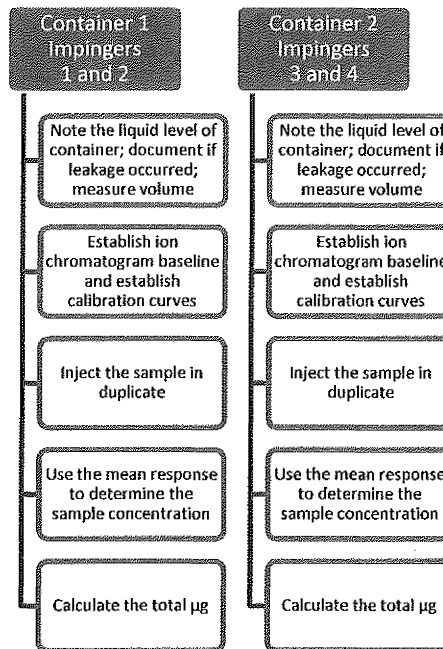 Container 1
Impingers
1 and 2
Note the liquid level of
container; document if
leakage occurred;
measure volume
Establish ion
chromatogram baseline
and establish
calibration curves
Inject the sample in
duplicate
Use the mean response
to determine the
sample concentration
Calculate the total µg
Container 2
Impingers
3 and 4
Note the liquid level of
container; document if
leakage occurred;
measure volume
Establish ion
chromatogram baseline
and establish
calibration curves
Inject the sample in
duplicate
Use the mean response
to determine the
sample concentration
Calculate the total µg